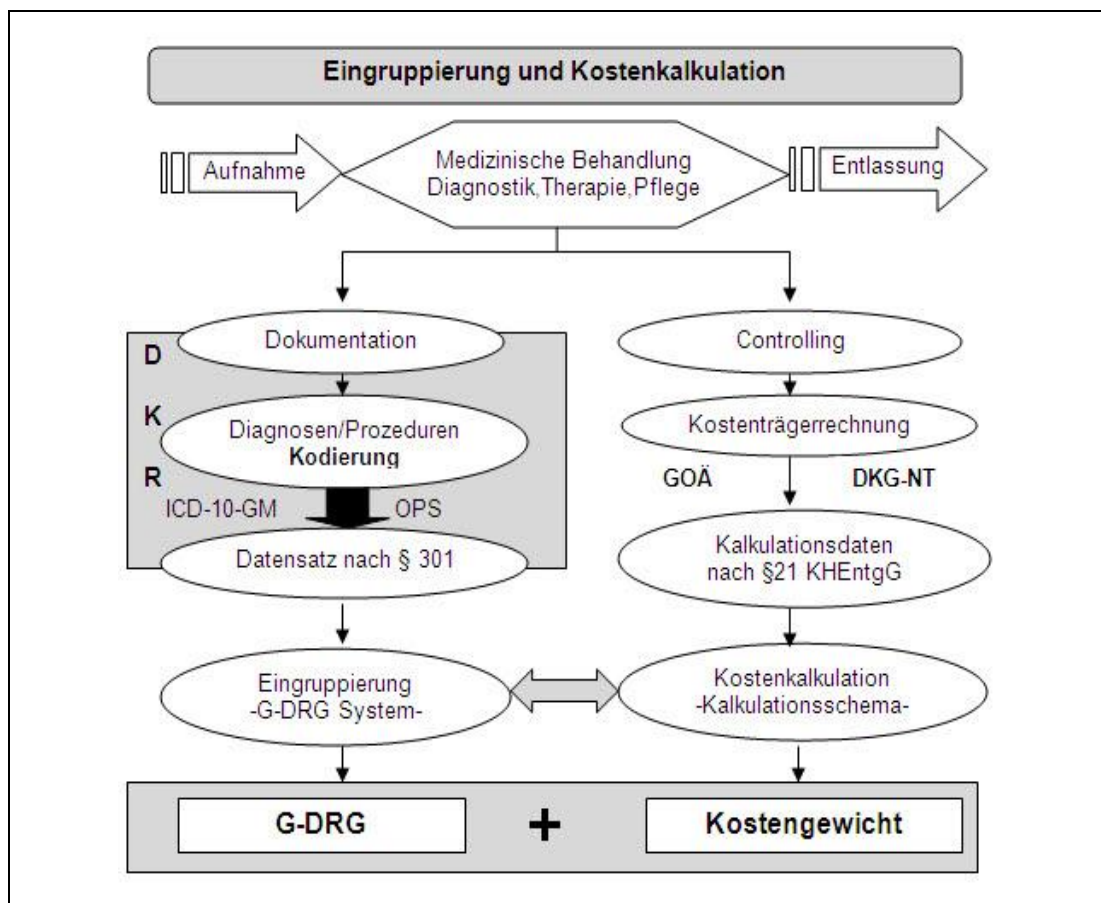 Eingruppierung und Kostenkalkulation
Aufnahme
Medizinische Behandlung
Diagnostik,Therapie,Pflege
Entlassung
D
K
R
Dokumentation
Diagnosen/Prozeduren
Kodierung
ICD-10-GM
OPS
Datensatz nach § 301
Eingruppierung
-G-DRG System-
Controlling
Kostenträgerrechnung
GOÄ
DKG-NT
Kalkulationsdaten
nach §21 KHEntgG
Kostenkalkulation
-Kalkulationsschema-
G-DRG
+
Kostengewicht